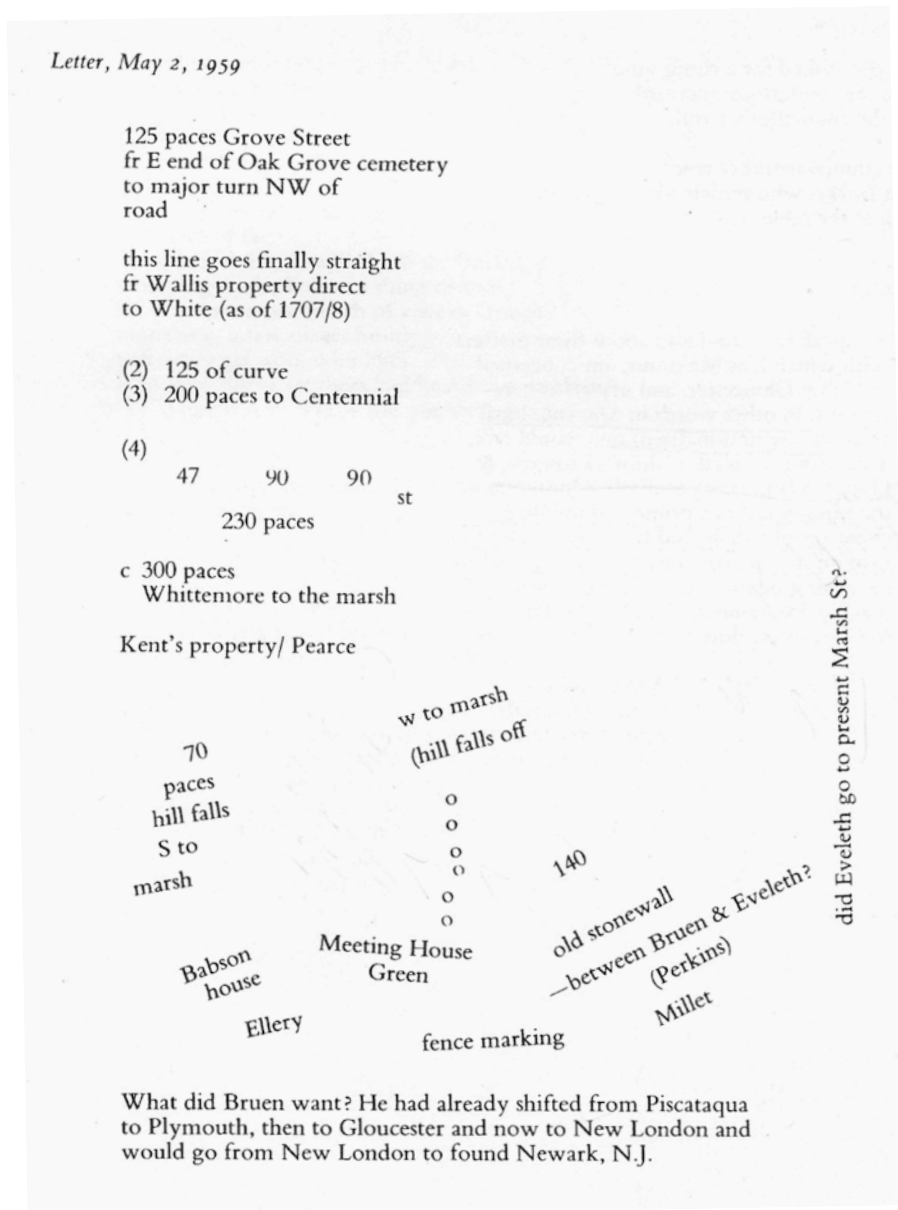 Letter, May 2, 1959
125 paces Grove Street
fr E end of Oak Grove cemetery
to major turn NW of
road
this line goes finally straight
fr Wallis property direct
to White (as of 1707/8)
(2) 125 of curve
(3) 200 paces to Centennial
(4)
47 90 90
st
230 paces
c 300 paces
Whittemore to the marsh
Kent's property/ Pearce
w to marsh
(hill falls off
70
paces
hill falls
S to
marsh
o
o
o
o
o
o
140
old stonewall
—between Bruen & Eveleth?
(Perkins)
Millet
did Eveleth go to present Marsh St?
Meeting House
Green
Babson
house
Ellery
fence marking
What did Bruen want? He had already shifted from Piscataqua
to Plymouth, then to Gloucester and now to New London and
would go from New London to found Newark, N.J.